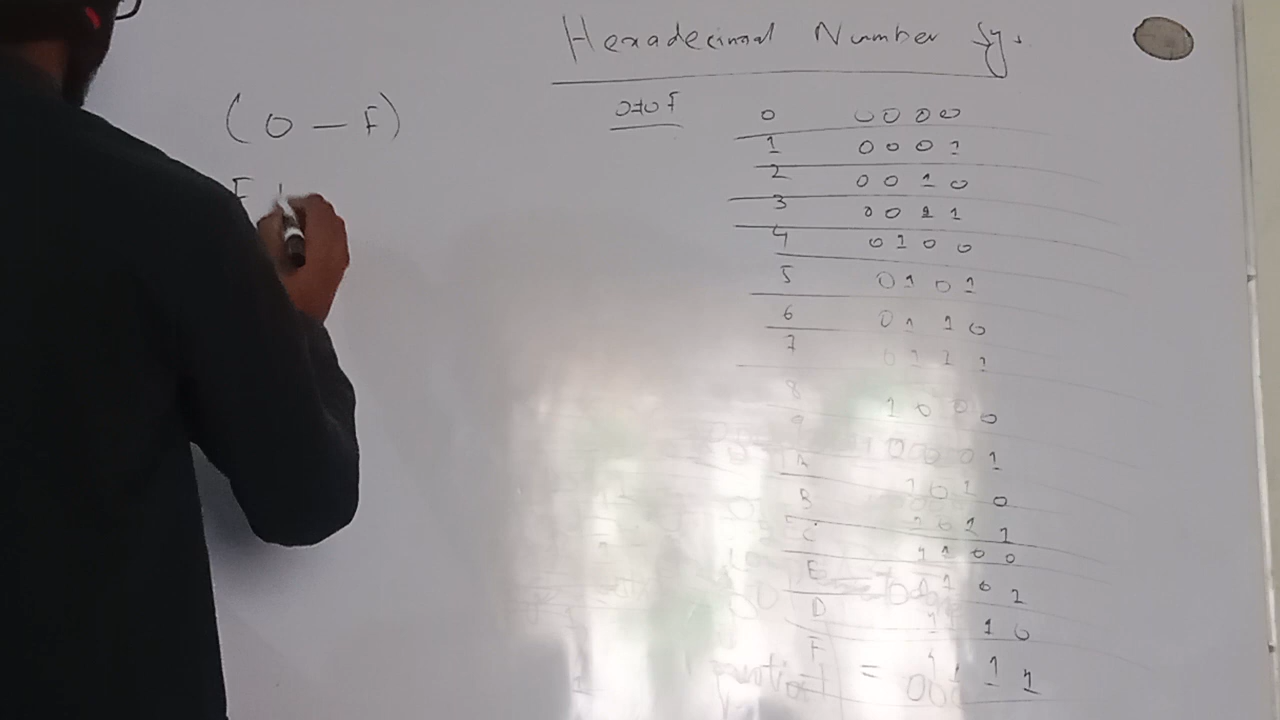 Hexadecimal Number Sy.
0 to F
(0 — F)
F
0 0000
1 0001
2 0010
3 0011
4 0100
5 0101
6 0110
7 0111
8 1000
9 0001
A 1010
B 1011
C 1100
E 1101
D 1110
F 1111
=